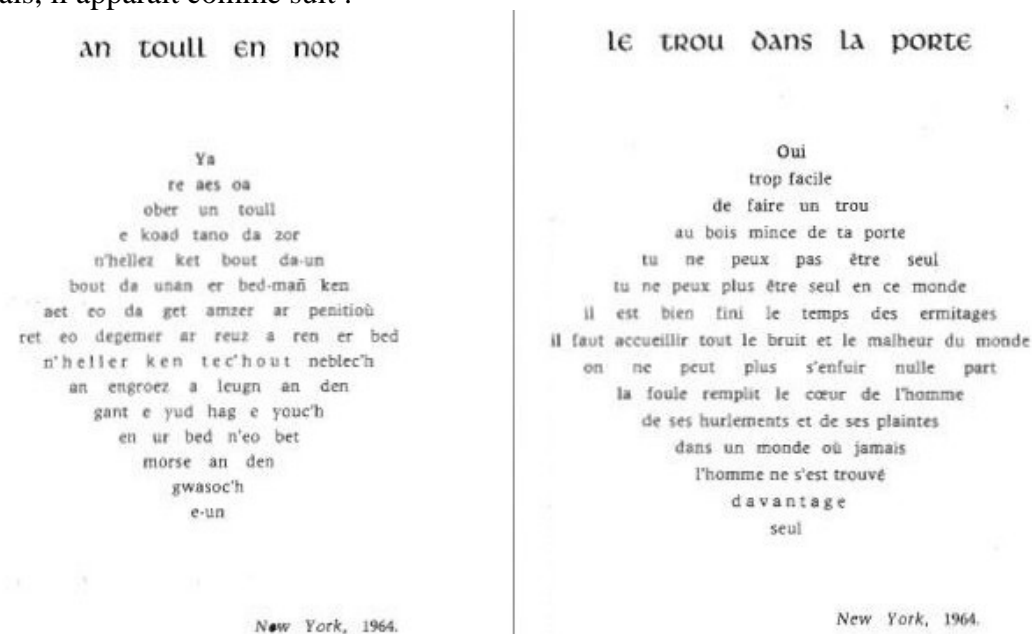 ais, il apparaît comme suit :
an toull en nor
Ya
re aes oa
ober un toull
e koad tano da zor
n'hellez ket bout da-un
bout da unan er bed-mañ ken
aet eo da get amzer ar penitioù
ret eo degemer ar reuz a ren er bed
n'heller ken tec'hout neblec'h
an engroez a leugn an den
gant e yud hag e youc'h
en ur bed n'eo bet
morse an den
gwasoc'h
e-un
New York, 1964.
le trou dans la porte
Oui
trop facile
de faire un trou
au bois mince de ta porte
tu ne peux pas être seul
tu ne peux plus être seul en ce monde
il est bien fini le temps des ermitages
il faut accueillir tout le bruit et le malheur du monde
on ne peut plus s'enfuir nulle part
la foule remplit le cœur de l'homme
de ses hurlements et de ses plaintes
dans un monde où jamais
l'homme ne s'est trouvé
davantage
seul
New York, 1964.